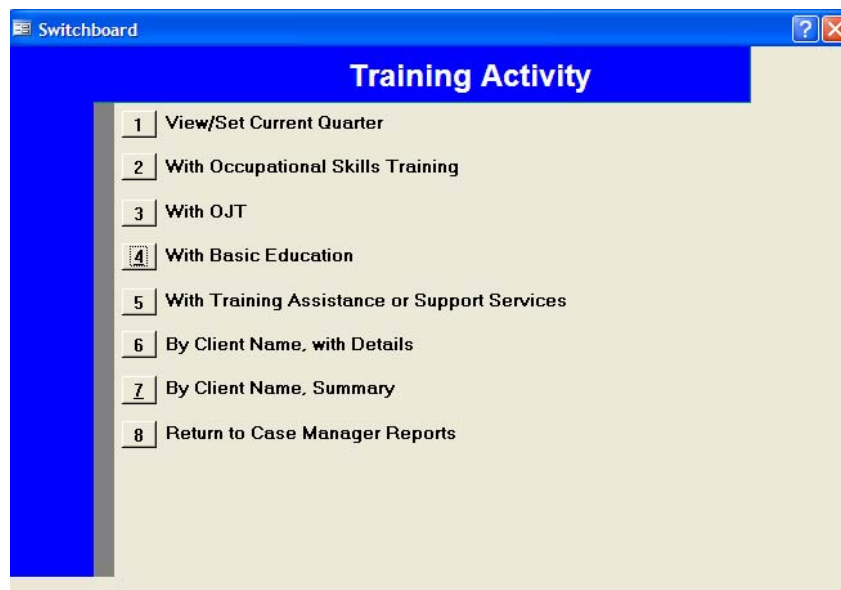 Switchboard
Training Activity
1 View/Set Current Quarter
2 With Occupational Skills Training
3 With OJT
4 With Basic Education
5 With Training Assistance or Support Services
6 By Client Name, with Details
7 By Client Name, Summary
8 Return to Case Manager Reports